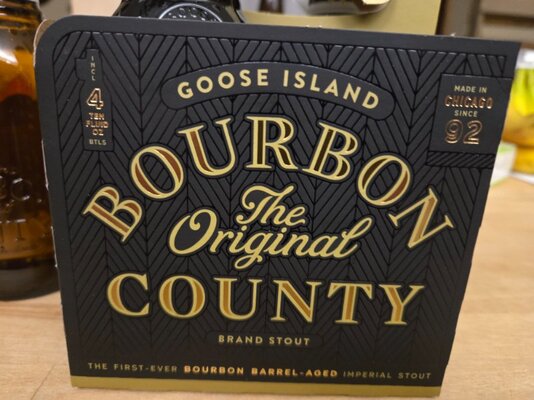 GOOSE ISLAND
INCL
4
TEN
FLUID
OZ
BTLS
MADE IN
CHICAGO
SINCE
92
BOURBON
The
Original
COUNTY
BRAND STOUT
THE FIRST-EVER BOURBON BARREL-AGED IMPERIAL STOUT